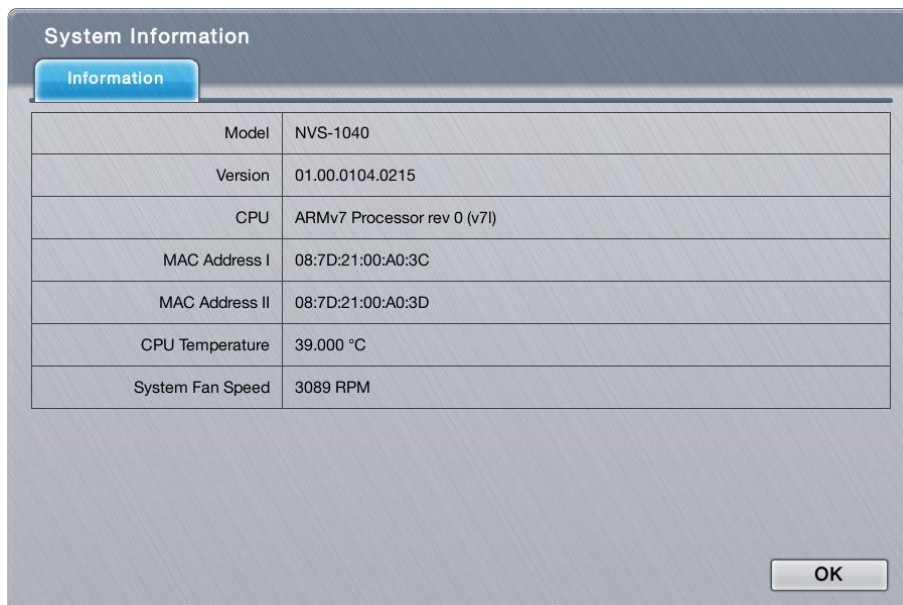 System Information
Information
Model NVS-1040
Version 01.00.0104.0215
CPU ARMv7 Processor rev 0 (v7l)
MAC Address I 08:7D:21:00:A0:3C
MAC Address II 08:7D:21:00:A0:3D
CPU Temperature 39.000 °C
System Fan Speed 3089 RPM
OK